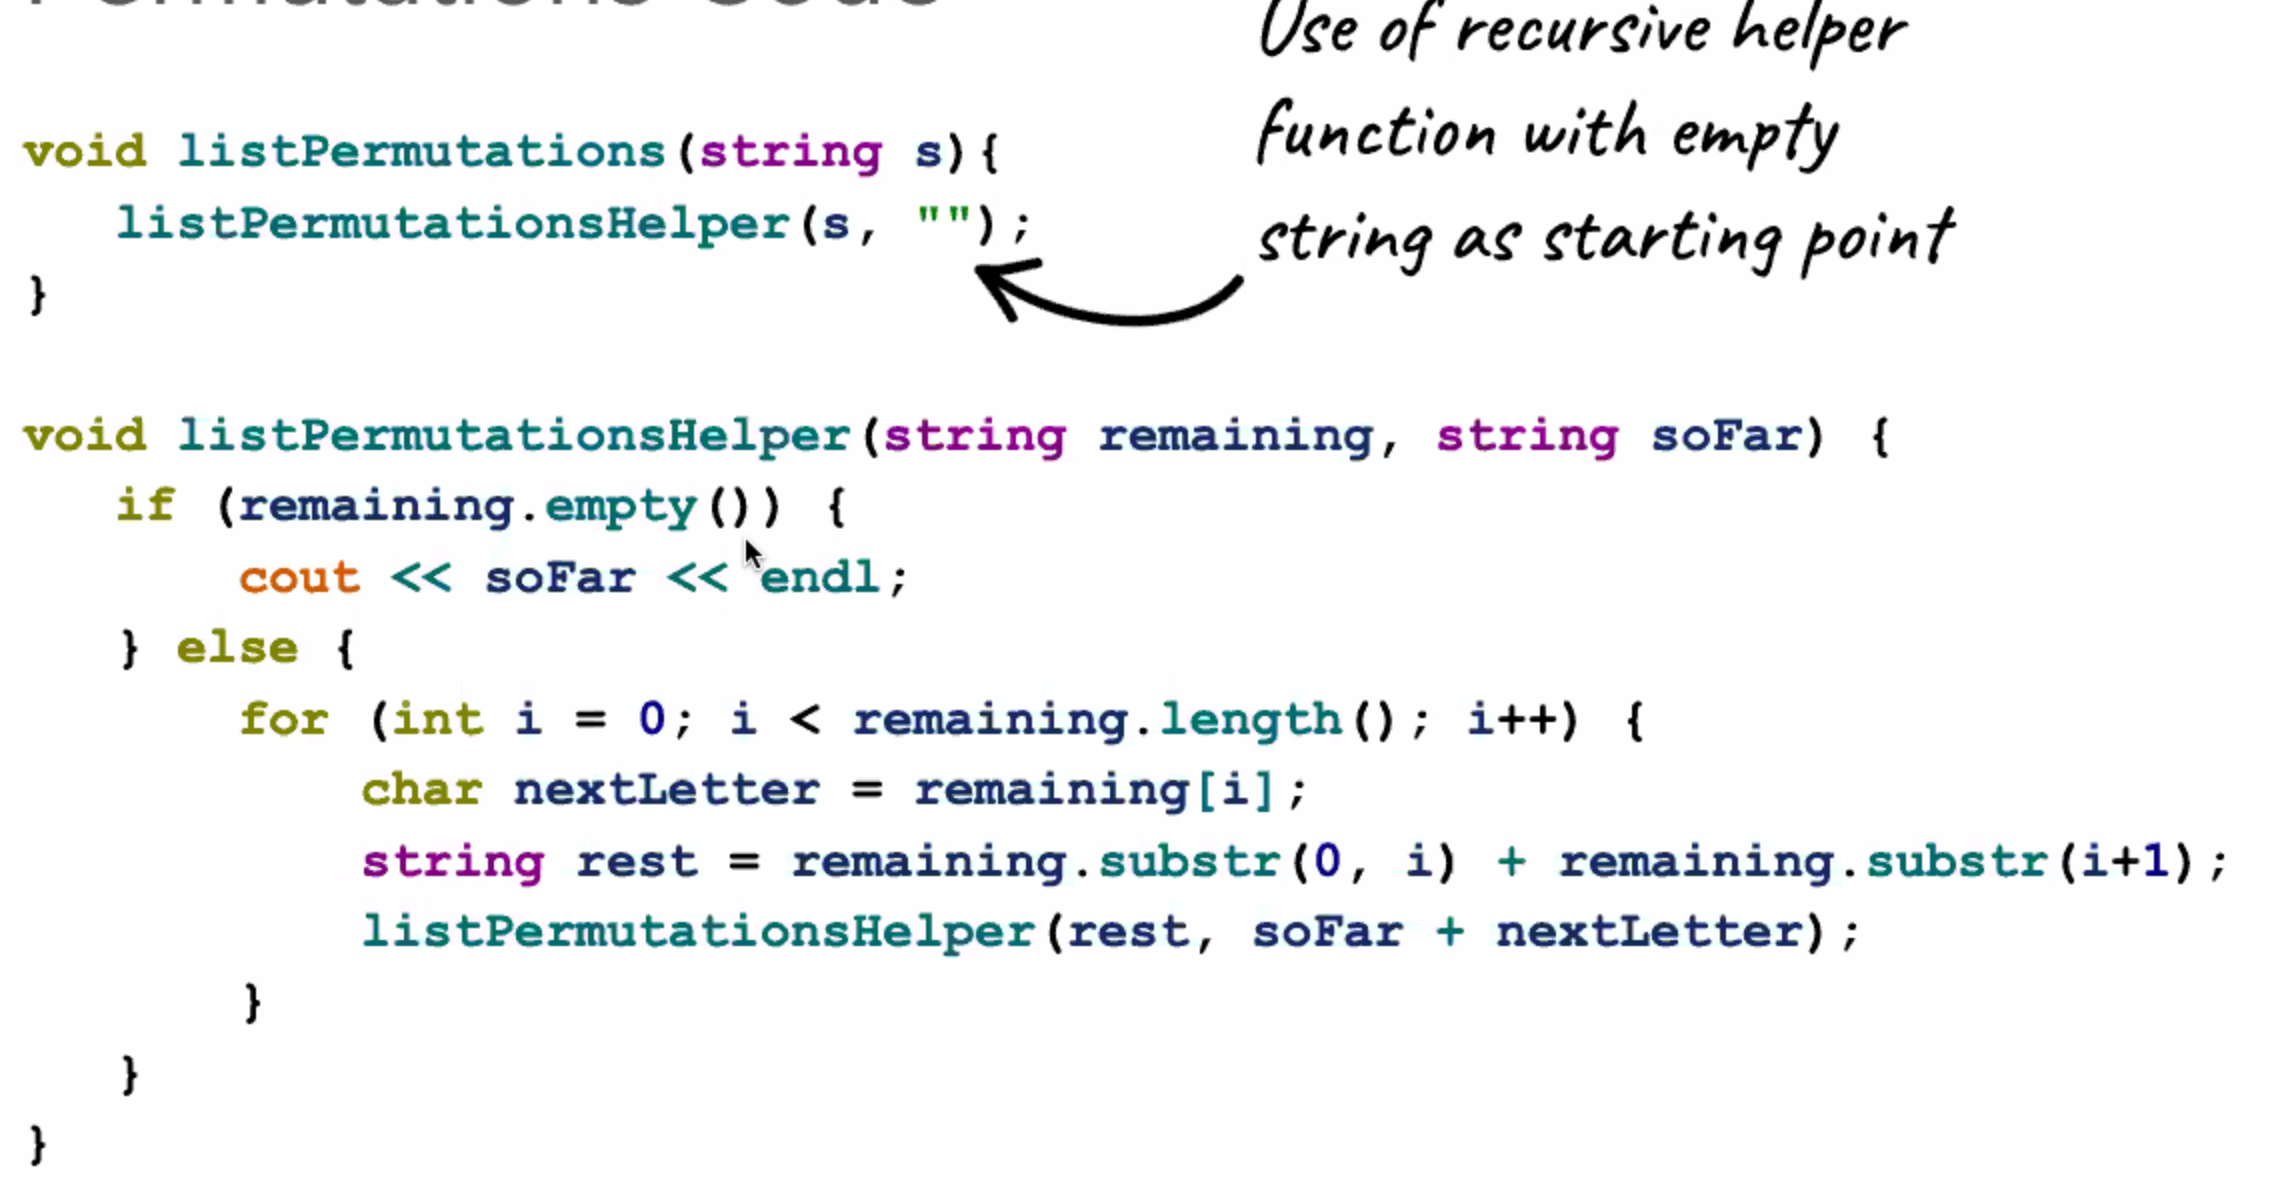 Permutations Code
Use of recursive helper
function with empty
string as starting point
void listPermutations(string s){
listPermutationsHelper(s, "");
}
void listPermutationsHelper(string remaining, string soFar) {
if (remaining.empty()) {
cout << soFar << endl;
} else {
for (int i = 0; i < remaining.length(); i++) {
char nextLetter = remaining[i];
string rest = remaining.substr(0, i) + remaining.substr(i+1);
listPermutationsHelper(rest, soFar + nextLetter);
}
}
}